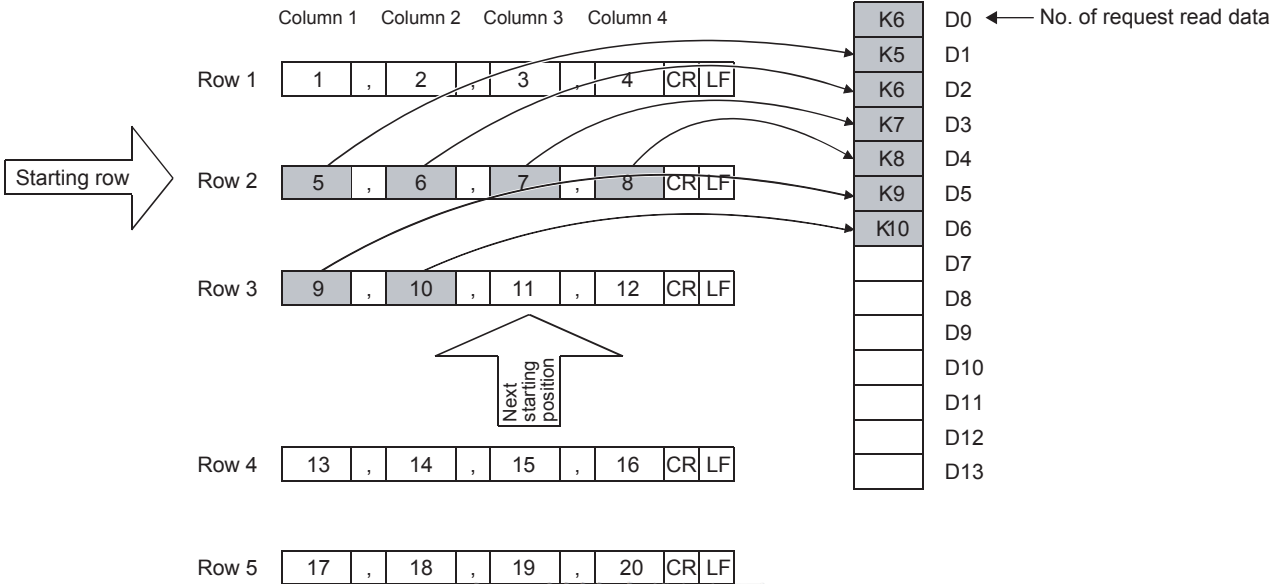 Column 1 Column 2 Column 3 Column 4
K6 D0 No. of request read data
K5 D1
Row 1 1 , 2 , 3 , 4 CR LF
K6 D2
K7 D3
K8 D4
Starting row Row 2 5 , 6 , 7 , 8 CR LF
K9 D5
K10 D6
D7
Row 3 9 , 10 , 11 , 12 CR LF
D8
D9
D10
Next
starting
position
D11
D12
Row 4 13 , 14 , 15 , 16 CR LF
D13
Row 5 17 , 18 , 19 , 20 CR LF